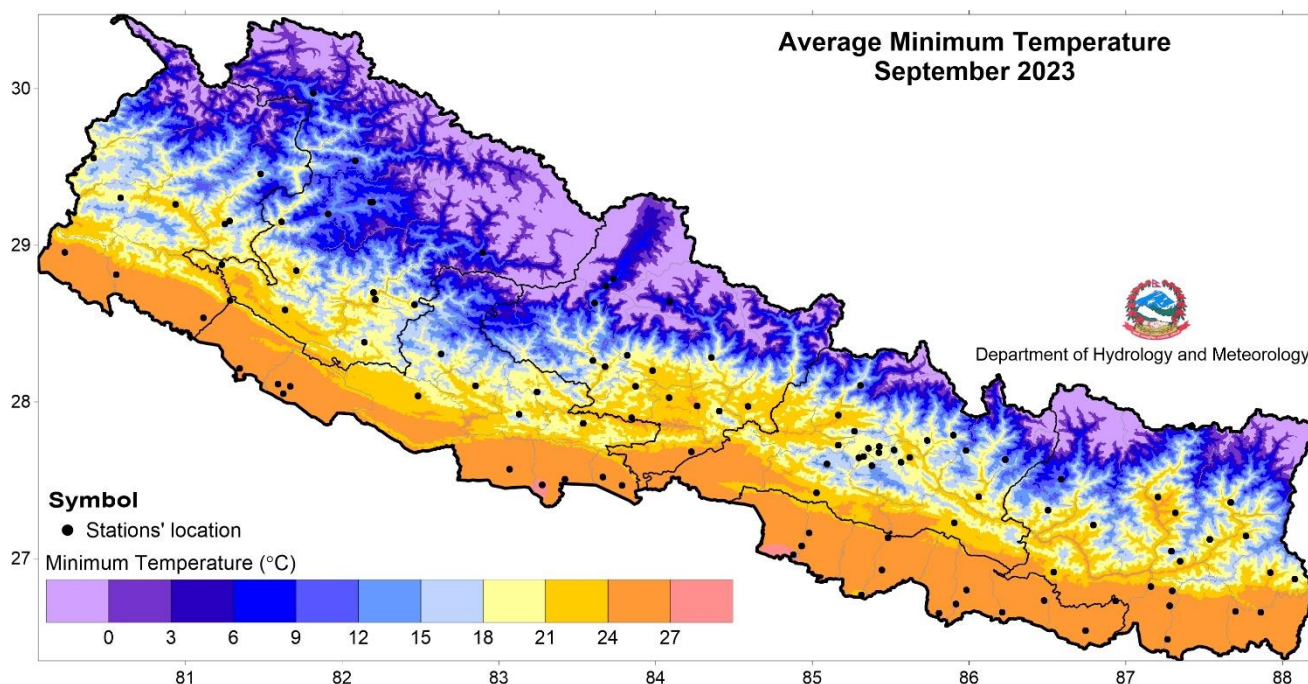 Average Minimum Temperature
September 2023
30
29
28
27
Department of Hydrology and Meteorology
Symbol
Stations' location
Minimum Temperature (°C)
0 3 6 9 12 15 18 21 24 27
81 82 83 84 85 86 87 88